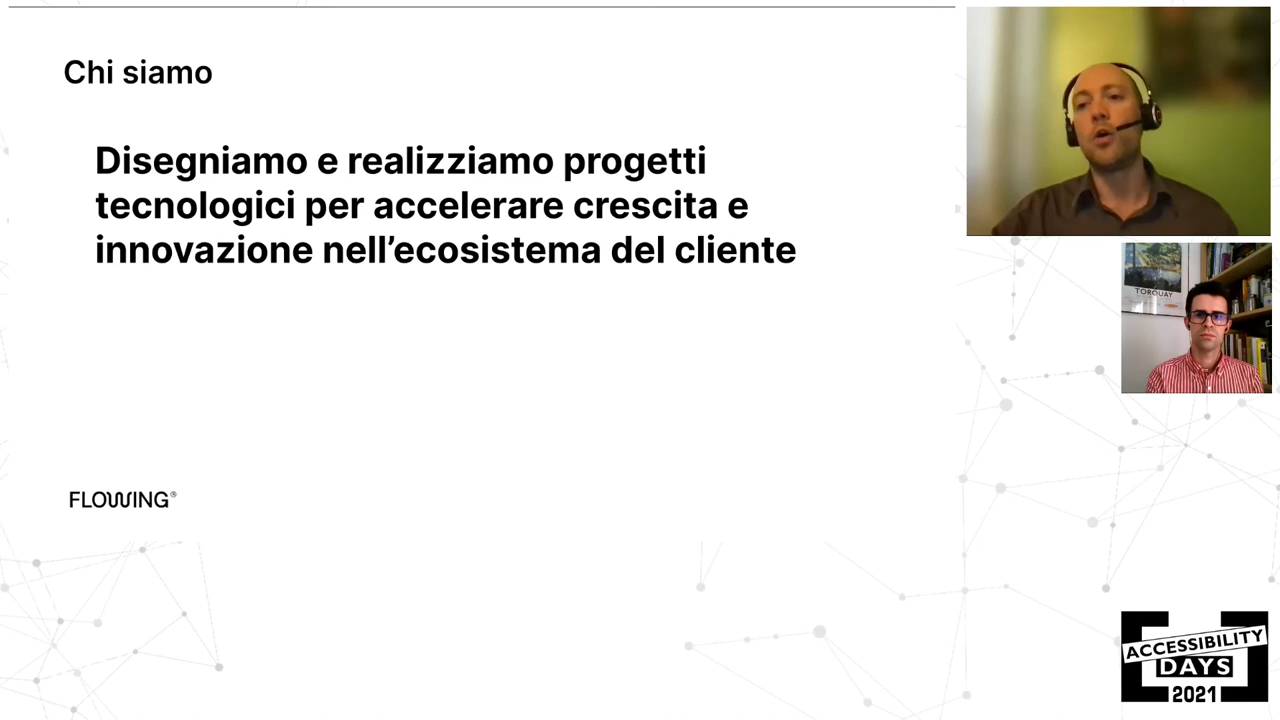 Chi siamo
Disegniamo e realizziamo progetti
tecnologici per accelerare crescita e
innovazione nell’ecosistema del cliente
FLOWING®
TORQUAY
ACCESSIBILITY
DAYS
2021